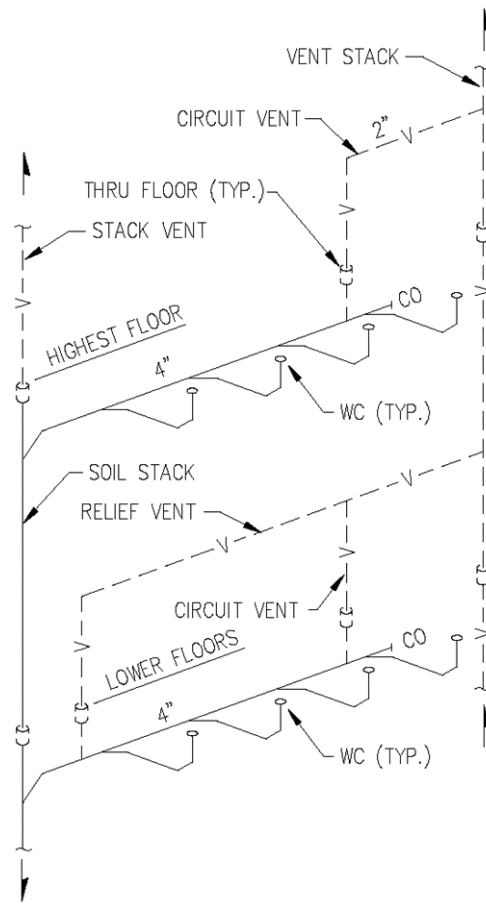 VENT STACK
CIRCUIT VENT
2"
V
THRU FLOOR (TYP.)
V
STACK VENT
V
V
CO
HIGHEST FLOOR
4"
WC (TYP.)
SOIL STACK
V
RELIEF VENT
V
V
V
CIRCUIT VENT
V
CO
LOWER FLOORS
4"
WC (TYP.)